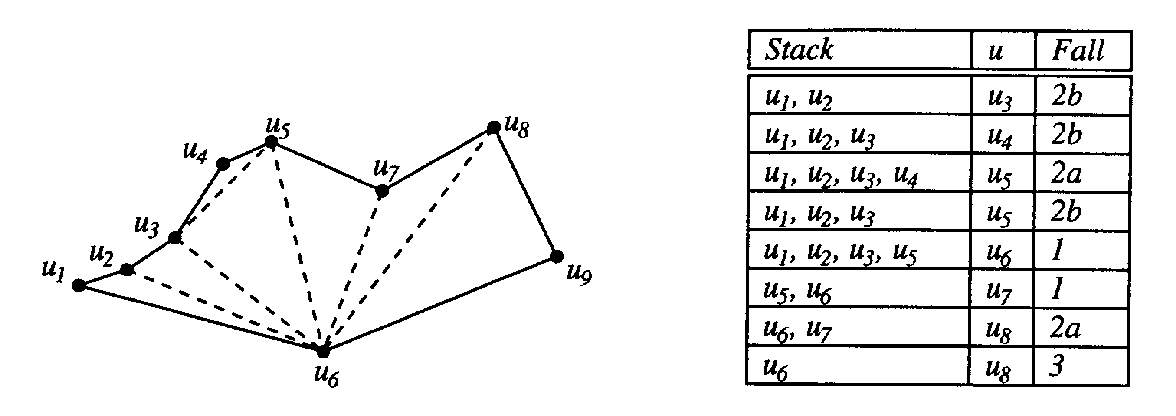 u5
u8
u4
u7
u3
u2
u1
u9
u6
Stack u Fall
u1, u2 u3 2b
u1, u2, u3 u4 2b
u1, u2, u3, u4 u5 2a
u1, u2, u3 u5 2b
u1, u2, u3, u5 u6 1
u5, u6 u7 1
u6, u7 u8 2a
u6 u8 3